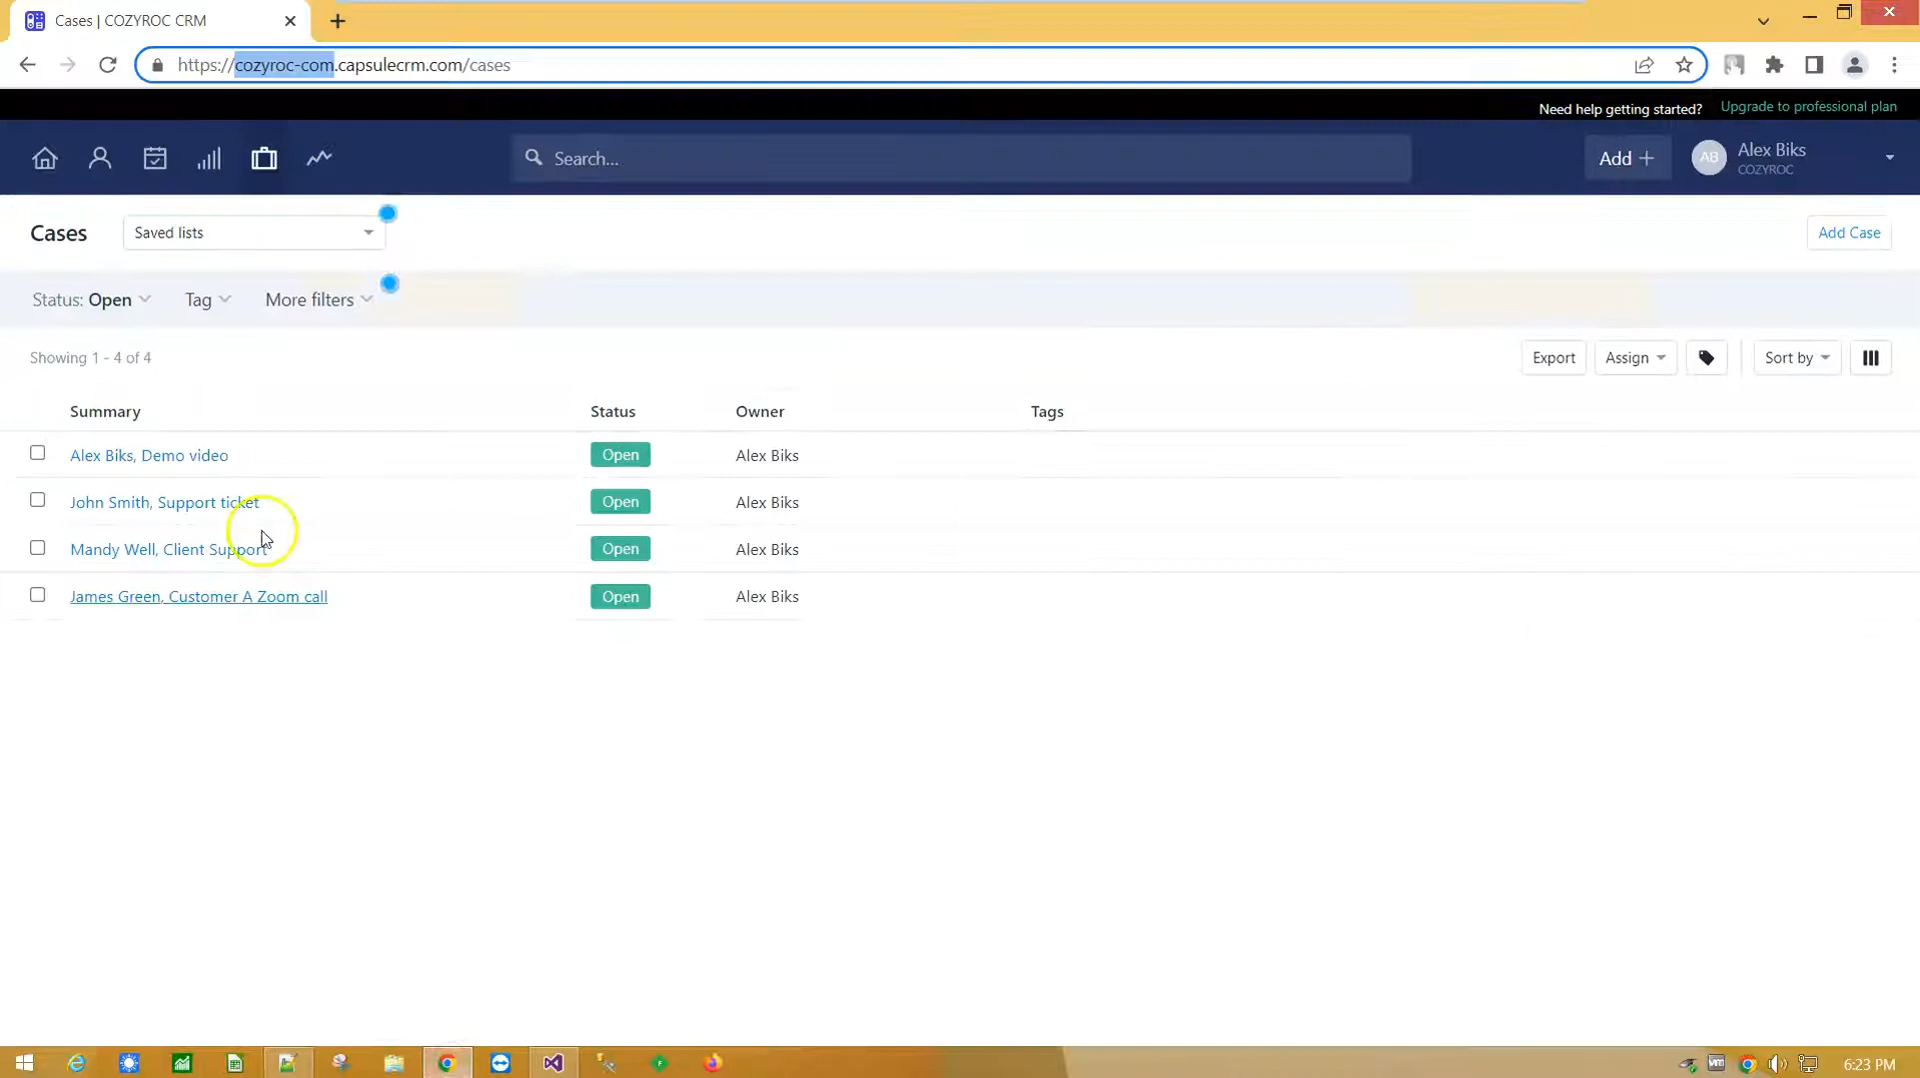 Cases | COZYROC CRM
https://cozyroc-com.capsulecrm.com/cases
Need help getting started? Upgrade to professional plan
Search...
Add +
AB
Alex Biks
COZYROC
Cases
Saved lists
Add Case
Status: Open
Tag
More filters
Showing 1 - 4 of 4
Export
Assign
Sort by
Summary Status Owner Tags
Alex Biks, Demo video Open Alex Biks
John Smith, Support ticket Open Alex Biks
Mandy Well, Client Support Open Alex Biks
James Green, Customer A Zoom call Open Alex Biks
6:23 PM